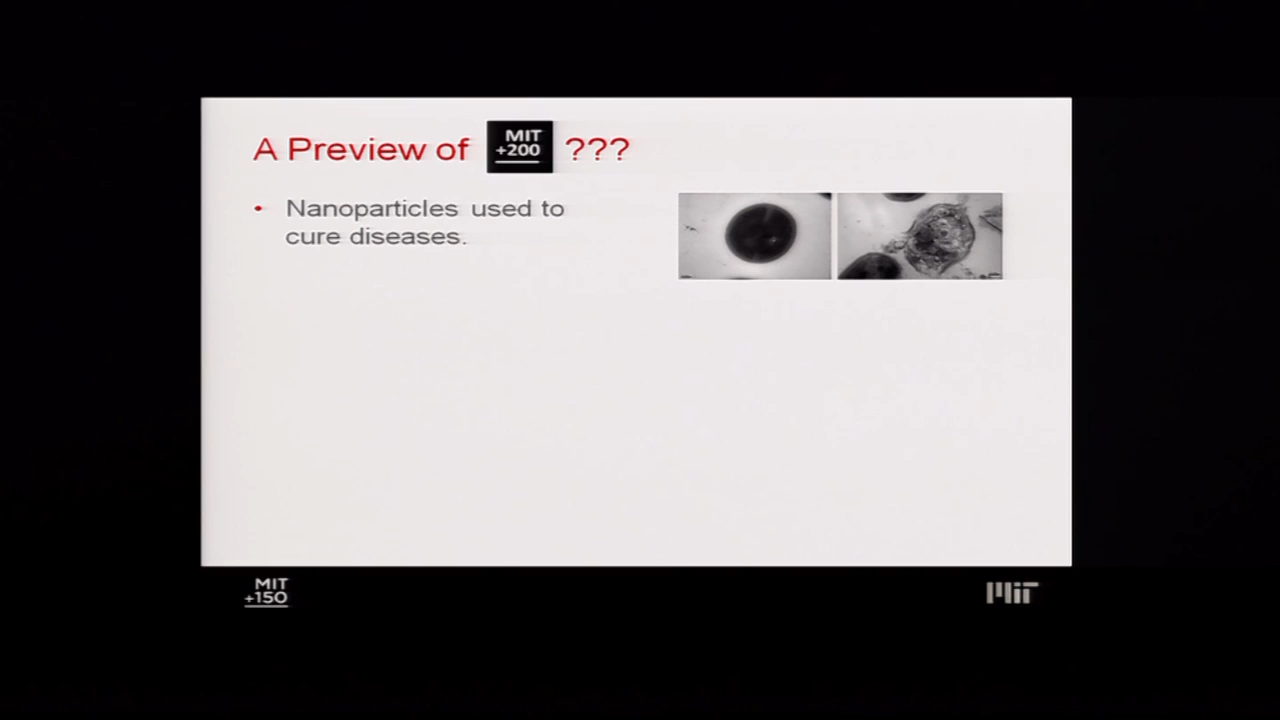 A Preview of MIT +200 ???
• Nanoparticles used to
cure diseases.
MIT
+150
MIT